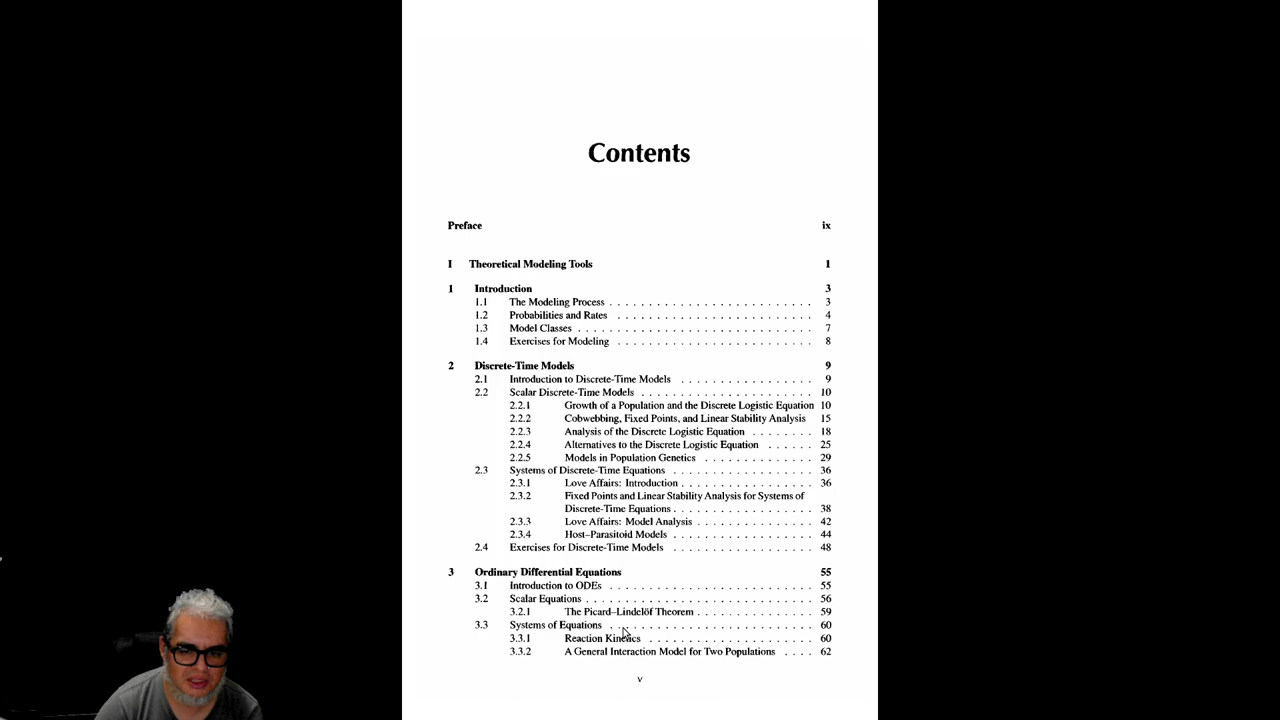 Contents
Preface ix
I Theoretical Modeling Tools 1
1 Introduction 3
1.1 The Modeling Process . . . . . . . . . . . . . . . . . . . . . . . . . . 3
1.2 Probabilities and Rates . . . . . . . . . . . . . . . . . . . . . . . . . . 4
1.3 Model Classes . . . . . . . . . . . . . . . . . . . . . . . . . . . . . . 7
1.4 Exercises for Modeling . . . . . . . . . . . . . . . . . . . . . . . . . 8
2 Discrete-Time Models 9
2.1 Introduction to Discrete-Time Models . . . . . . . . . . . . . . . . . 9
2.2 Scalar Discrete-Time Models . . . . . . . . . . . . . . . . . . . . . . 10
2.2.1 Growth of a Population and the Discrete Logistic Equation 10
2.2.2 Cobwebbing, Fixed Points, and Linear Stability Analysis 15
2.2.3 Analysis of the Discrete Logistic Equation . . . . . . . . 18
2.2.4 Alternatives to the Discrete Logistic Equation . . . . . . 25
2.2.5 Models in Population Genetics . . . . . . . . . . . . . . 29
2.3 Systems of Discrete-Time Equations . . . . . . . . . . . . . . . . . . 36
2.3.1 Love Affairs: Introduction . . . . . . . . . . . . . . . . . 36
2.3.2 Fixed Points and Linear Stability Analysis for Systems of
Discrete-Time Equations . . . . . . . . . . . . . . . . . . 38
2.3.3 Love Affairs: Model Analysis . . . . . . . . . . . . . . . 42
2.3.4 Host–Parasitoid Models . . . . . . . . . . . . . . . . . . 44
2.4 Exercises for Discrete-Time Models . . . . . . . . . . . . . . . . . . 48
3 Ordinary Differential Equations 55
3.1 Introduction to ODEs . . . . . . . . . . . . . . . . . . . . . . . . . . 55
3.2 Scalar Equations . . . . . . . . . . . . . . . . . . . . . . . . . . . . . 56
3.2.1 The Picard–Lindelöf Theorem . . . . . . . . . . . . . . . 59
3.3 Systems of Equations . . . . . . . . . . . . . . . . . . . . . . . . . . 60
3.3.1 Reaction Kinetics . . . . . . . . . . . . . . . . . . . . . . 60
3.3.2 A General Interaction Model for Two Populations . . . . 62
v